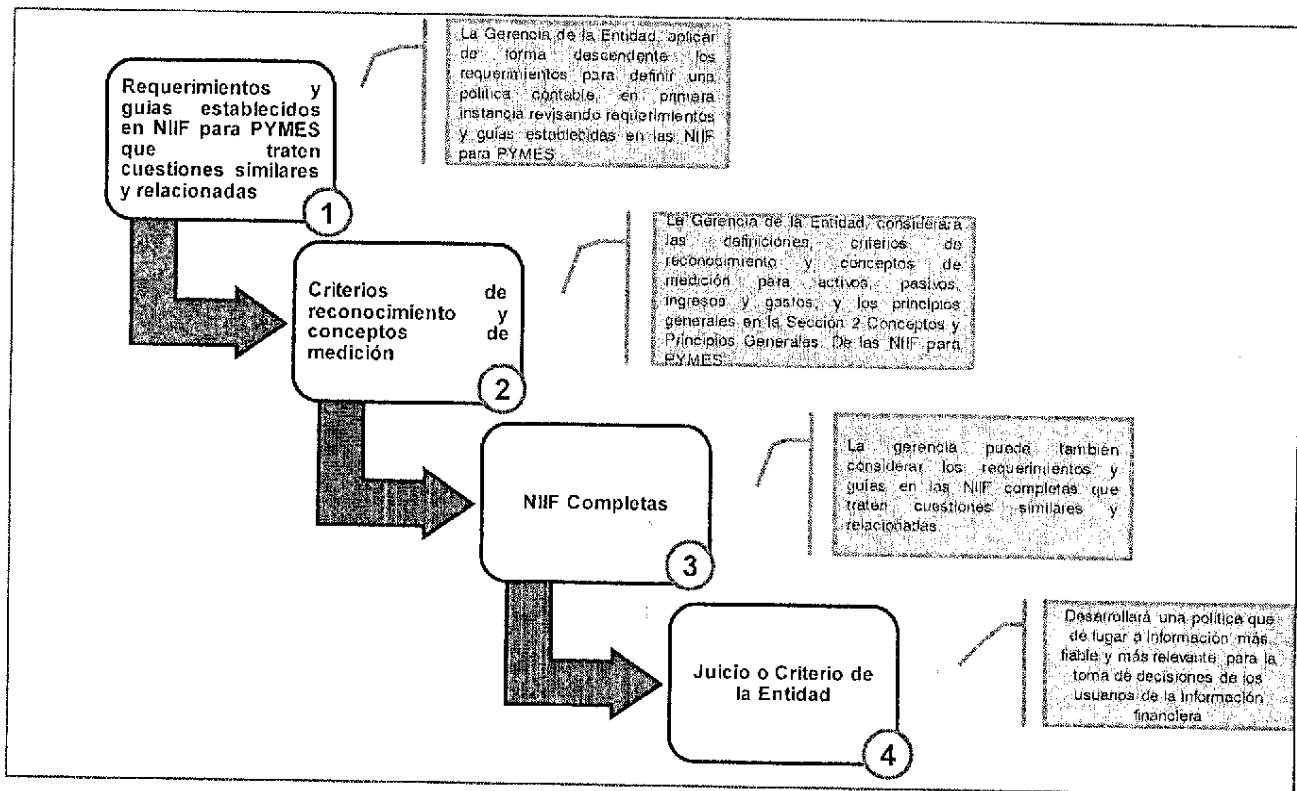 Requerimientos y
guías establecidos
en NIIF para PYMES
que traten
cuestiones similares
y relacionadas
1
La Gerencia de la Entidad, aplicar
de forma descendente los
requerimientos para definir una
política contable, en primera
instancia revisando requerimientos
y guías establecidas en las NIIF
para PYMES
Criterios de
reconocimiento y
conceptos de
medición
2
La Gerencia de la Entidad, considerara
las definiciones, criterios de
reconocimiento y conceptos de
medición para activos, pasivos,
ingresos y gastos, y los principios
generales en la Sección 2 Conceptos y
Principios Generales. De las NIIF para
PYMES
NIIF Completas
3
La gerencia puede también
considerar los requerimientos y
guías en las NIIF completas que
traten cuestiones similares y
relacionadas.
Juicio o Criterio de
la Entidad
4
Desarrollará una política que
dé lugar a información más
fiable y más relevante para la
toma de decisiones de los
usuarios de la información
financiera